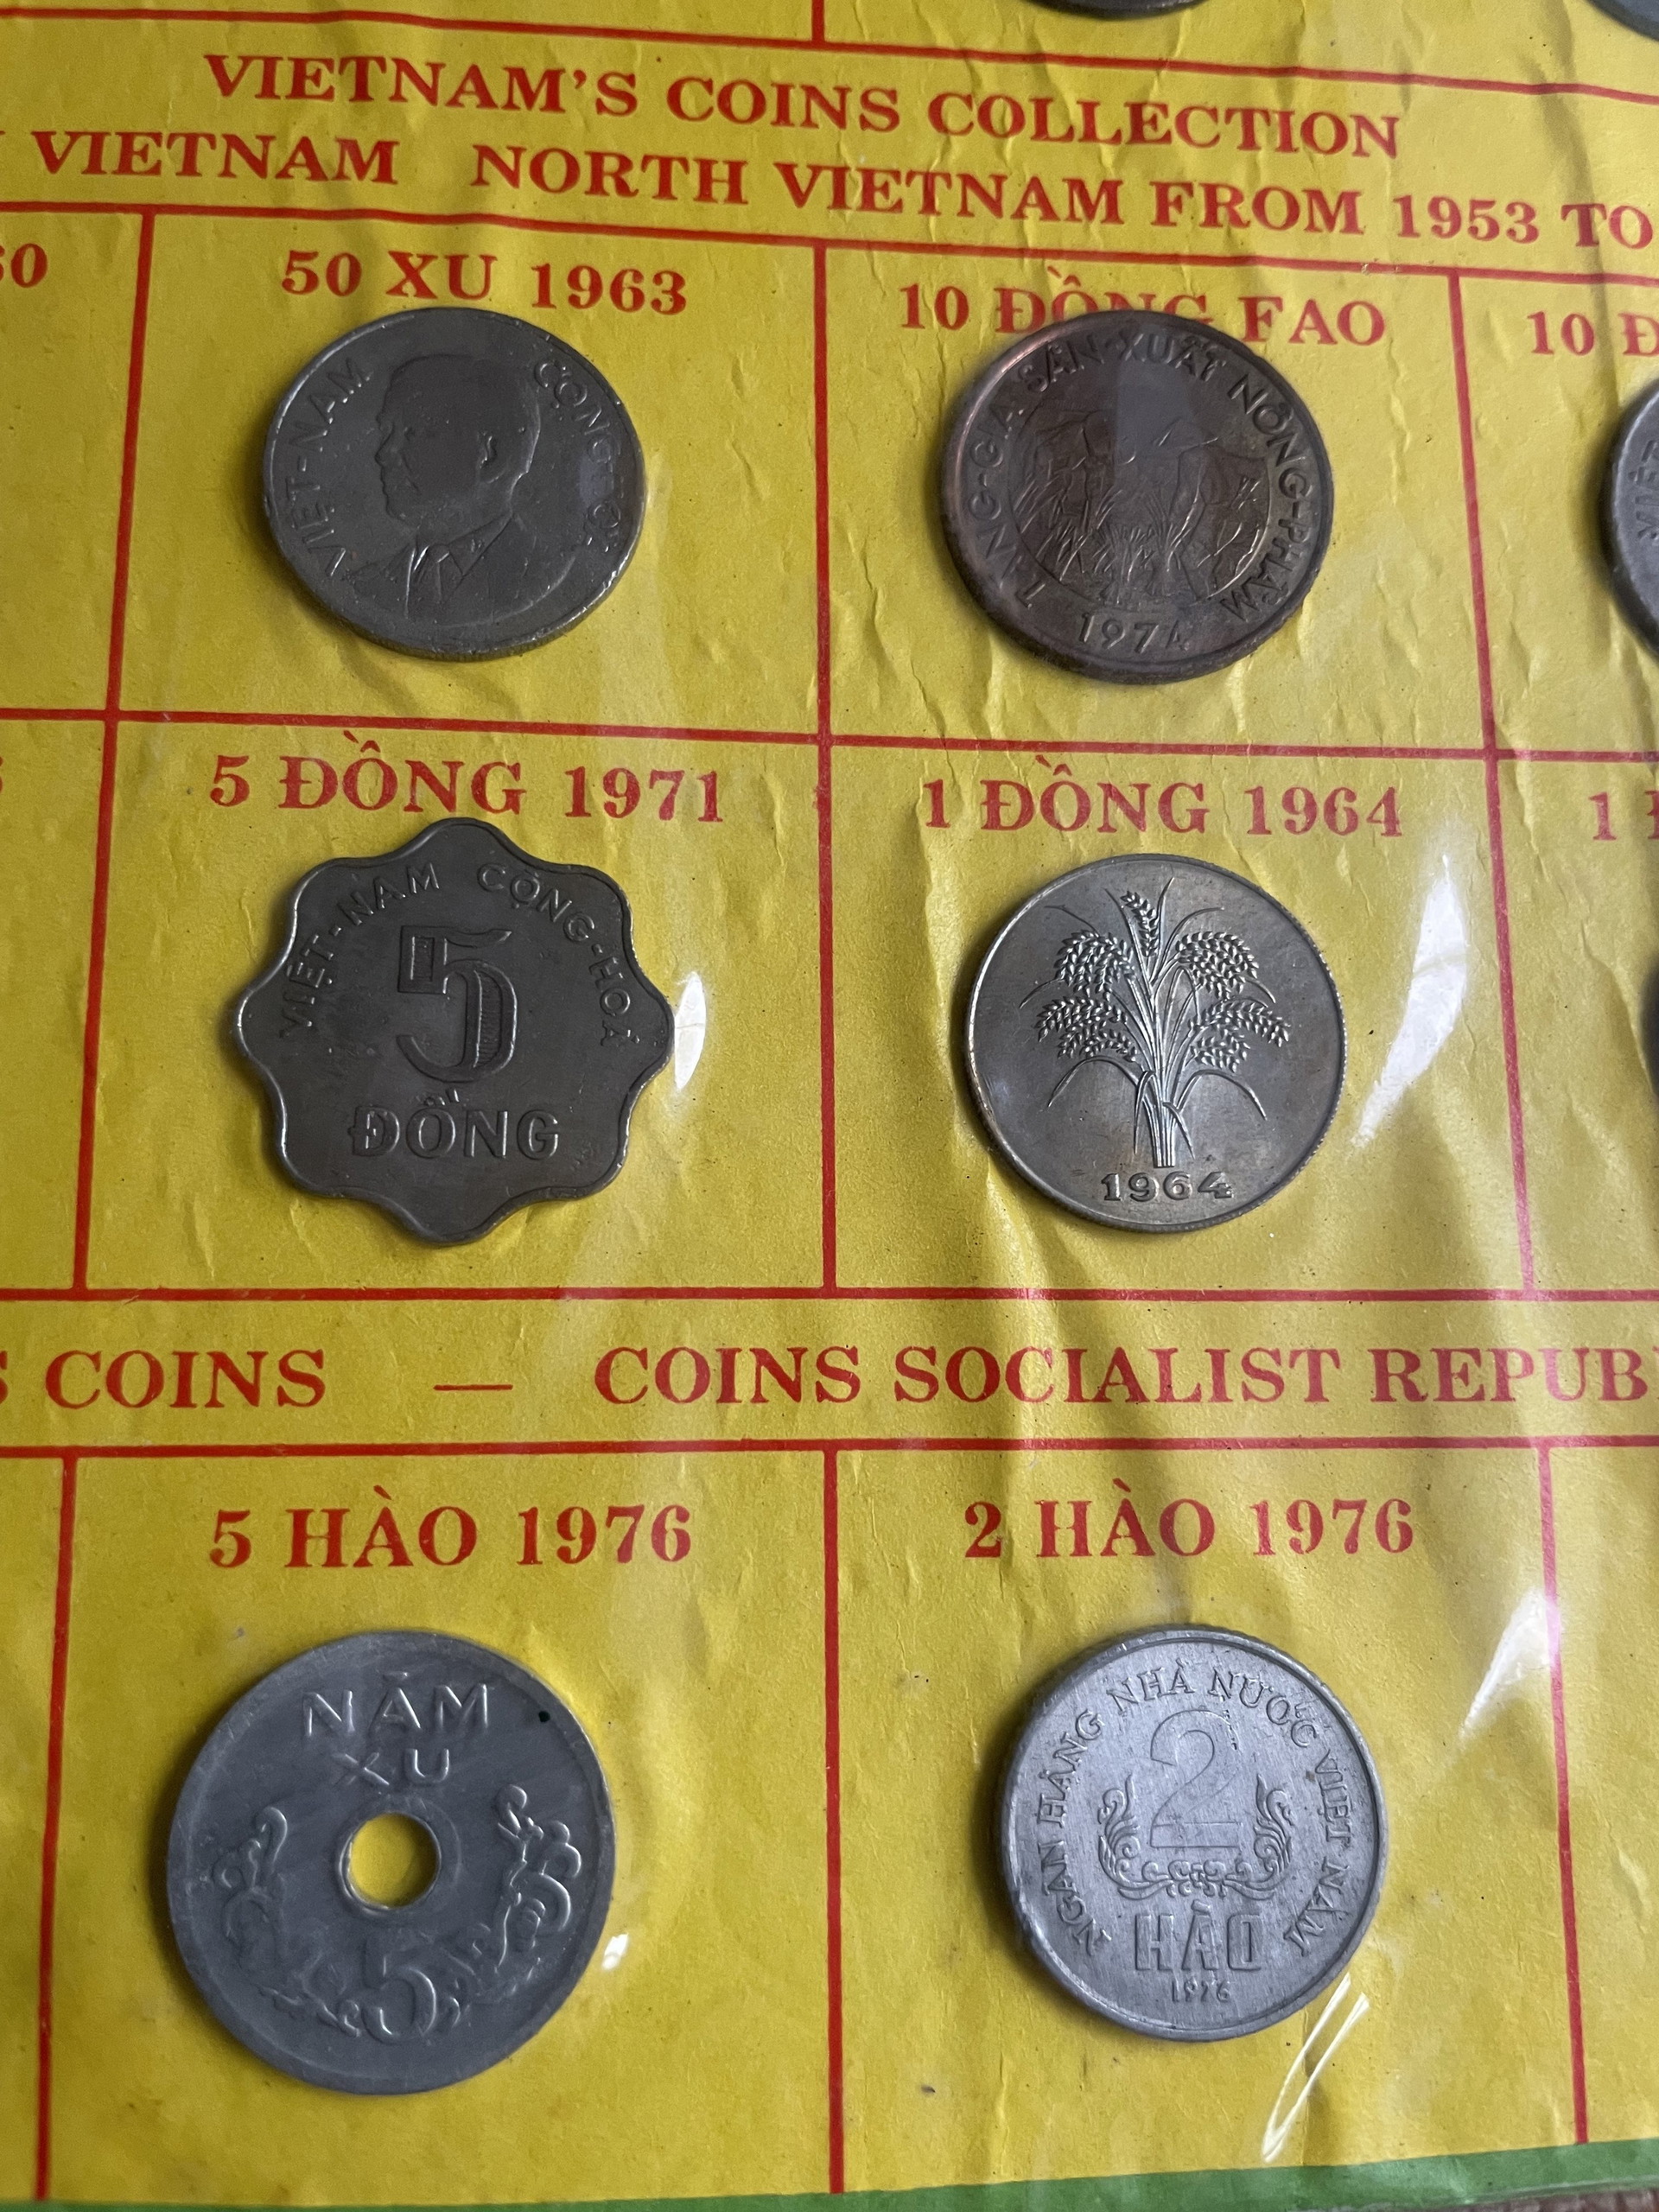 VIETNAM'S COINS COLLECTION
VIETNAM NORTH VIETNAM FROM 1953 TO
50 XU 1963
10 ĐỒNG FAO
10 Đ
VIỆT-NAM CỘNG
TĂNG-GIA SẢN-XUẤT NÔNG-PHẨM
1974
5 ĐỒNG 1971
1 ĐỒNG 1964
1 Đ
VIỆT-NAM CỘNG-HOÀ
5
ĐỒNG
1964
COINS — COINS SOCIALIST REPUB
5 HÀO 1976
2 HÀO 1976
NĂM
XU
5
NGÂN HÀNG NHÀ NƯỚC VIỆT NAM
2
HÀO
1976